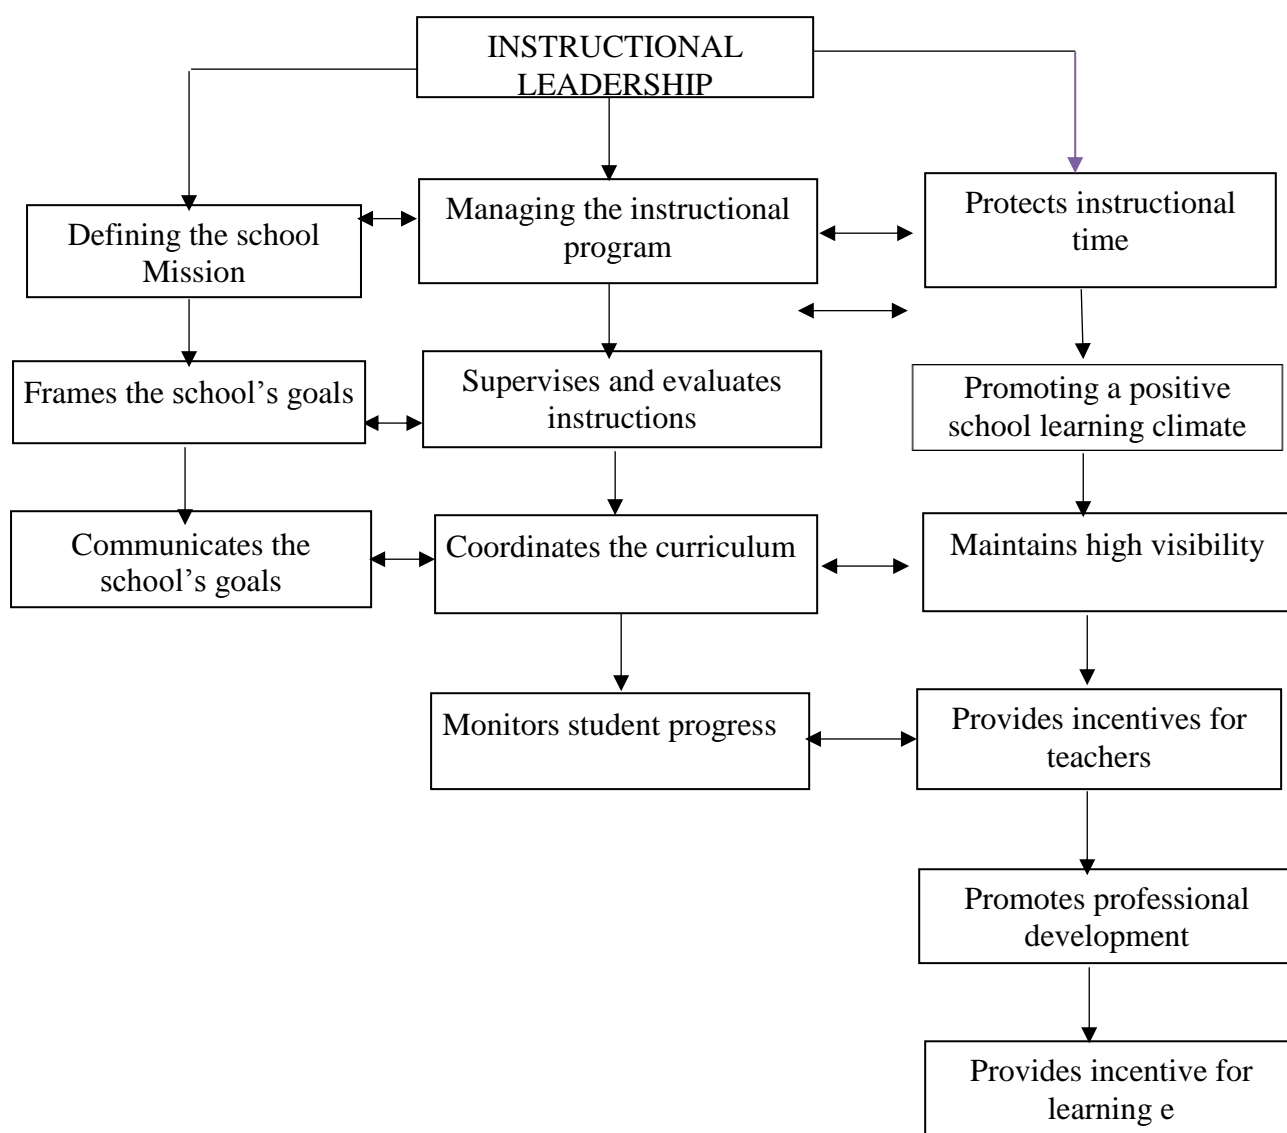 INSTRUCTIONAL
LEADERSHIP
Defining the school
Mission
Managing the instructional
program
Protects instructional
time
Frames the school’s goals
Supervises and evaluates
instructions
Promoting a positive
school learning climate
Communicates the
school’s goals
Coordinates the curriculum
Maintains high visibility
Monitors student progress
Provides incentives for
teachers
Promotes professional
development
Provides incentive for
learning e